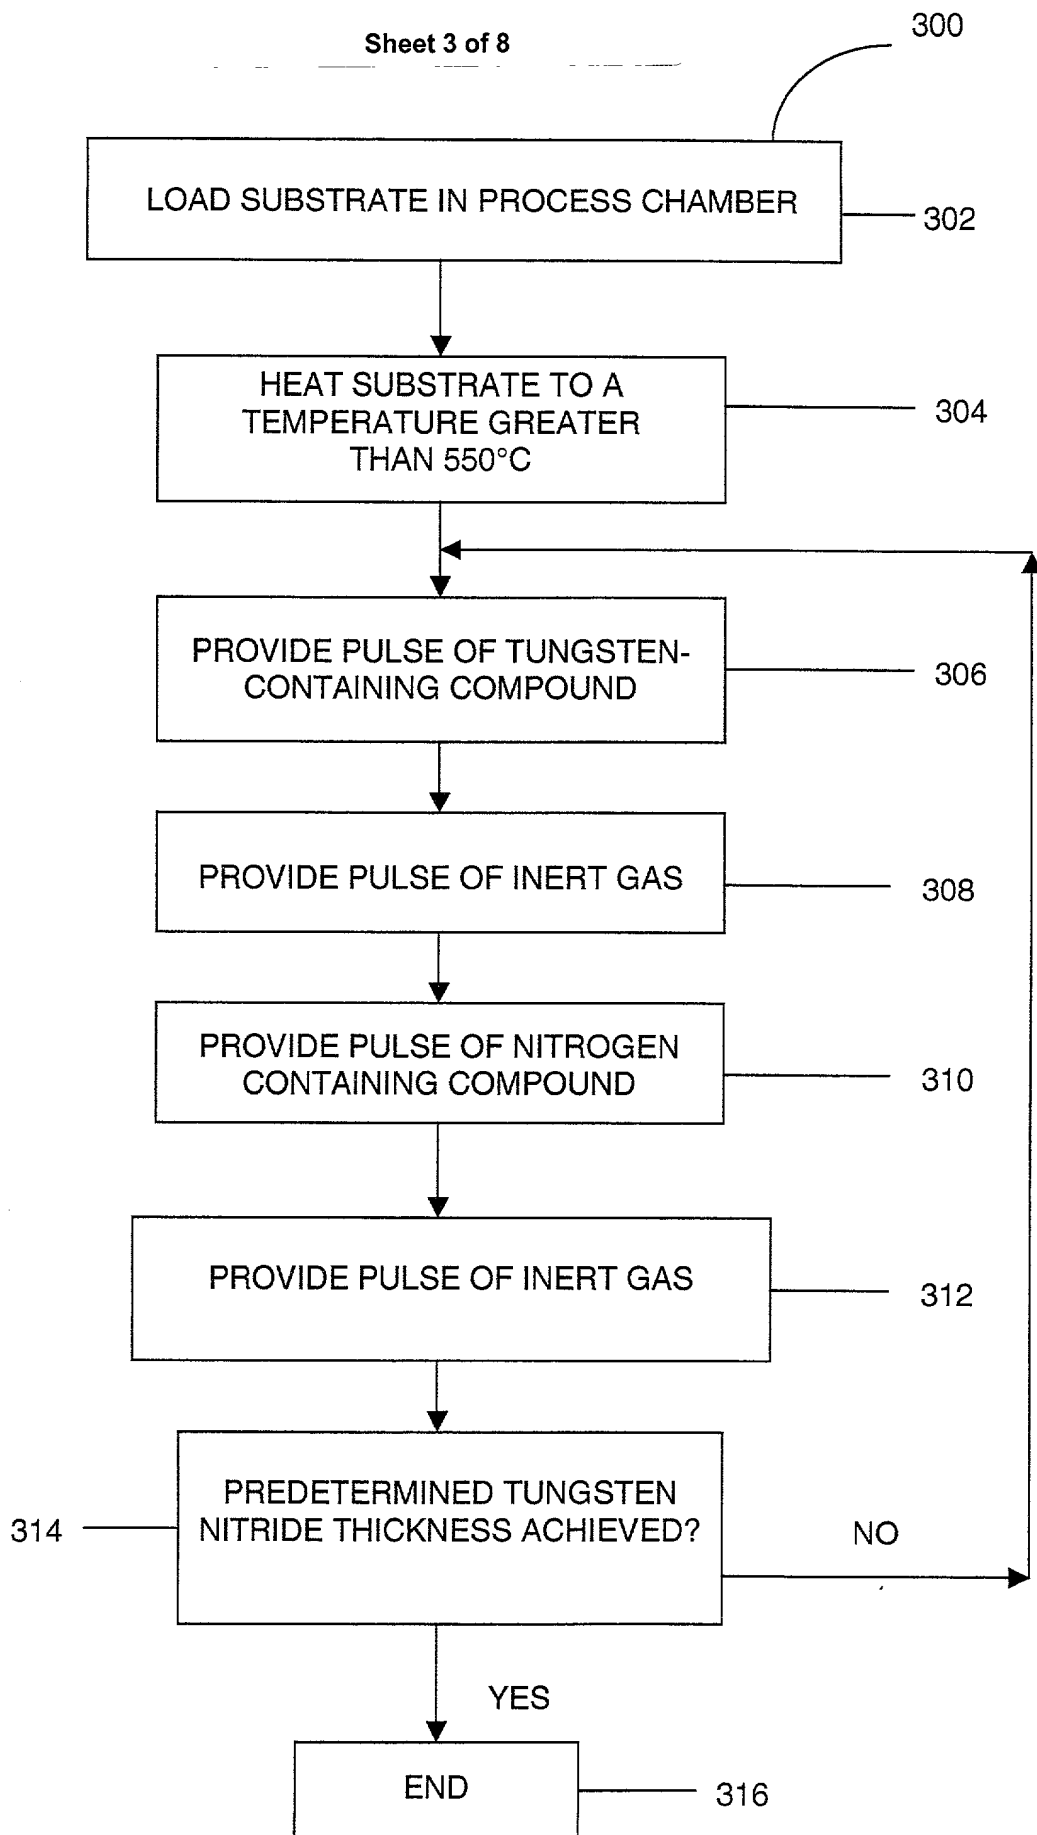 Sheet 3 of 8
300
LOAD SUBSTRATE IN PROCESS CHAMBER
302
HEAT SUBSTRATE TO A
TEMPERATURE GREATER
THAN 550°C
304
PROVIDE PULSE OF TUNGSTEN-
CONTAINING COMPOUND
306
PROVIDE PULSE OF INERT GAS
308
PROVIDE PULSE OF NITROGEN
CONTAINING COMPOUND
310
PROVIDE PULSE OF INERT GAS
312
PREDETERMINED TUNGSTEN
NITRIDE THICKNESS ACHIEVED?
314
NO
YES
END
316